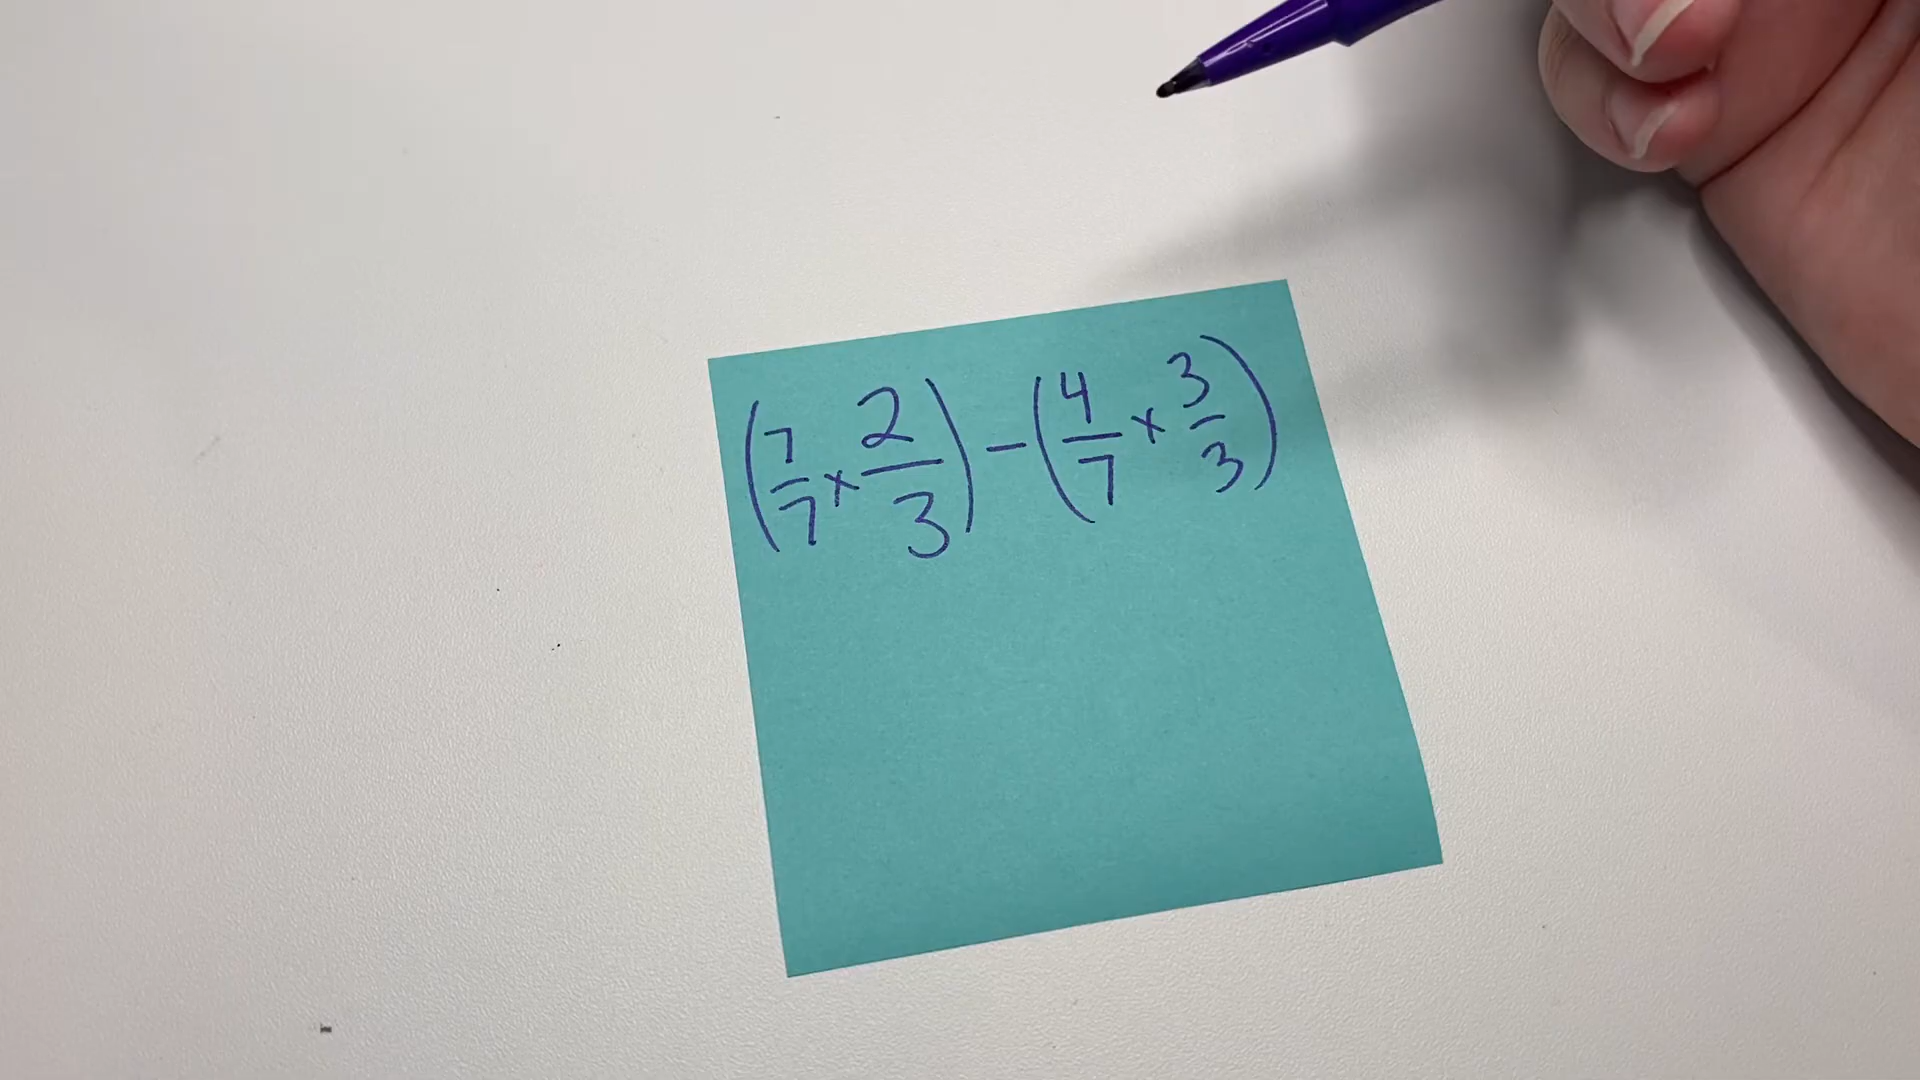 (7/7 × 2/3) − (4/7 × 3/3)